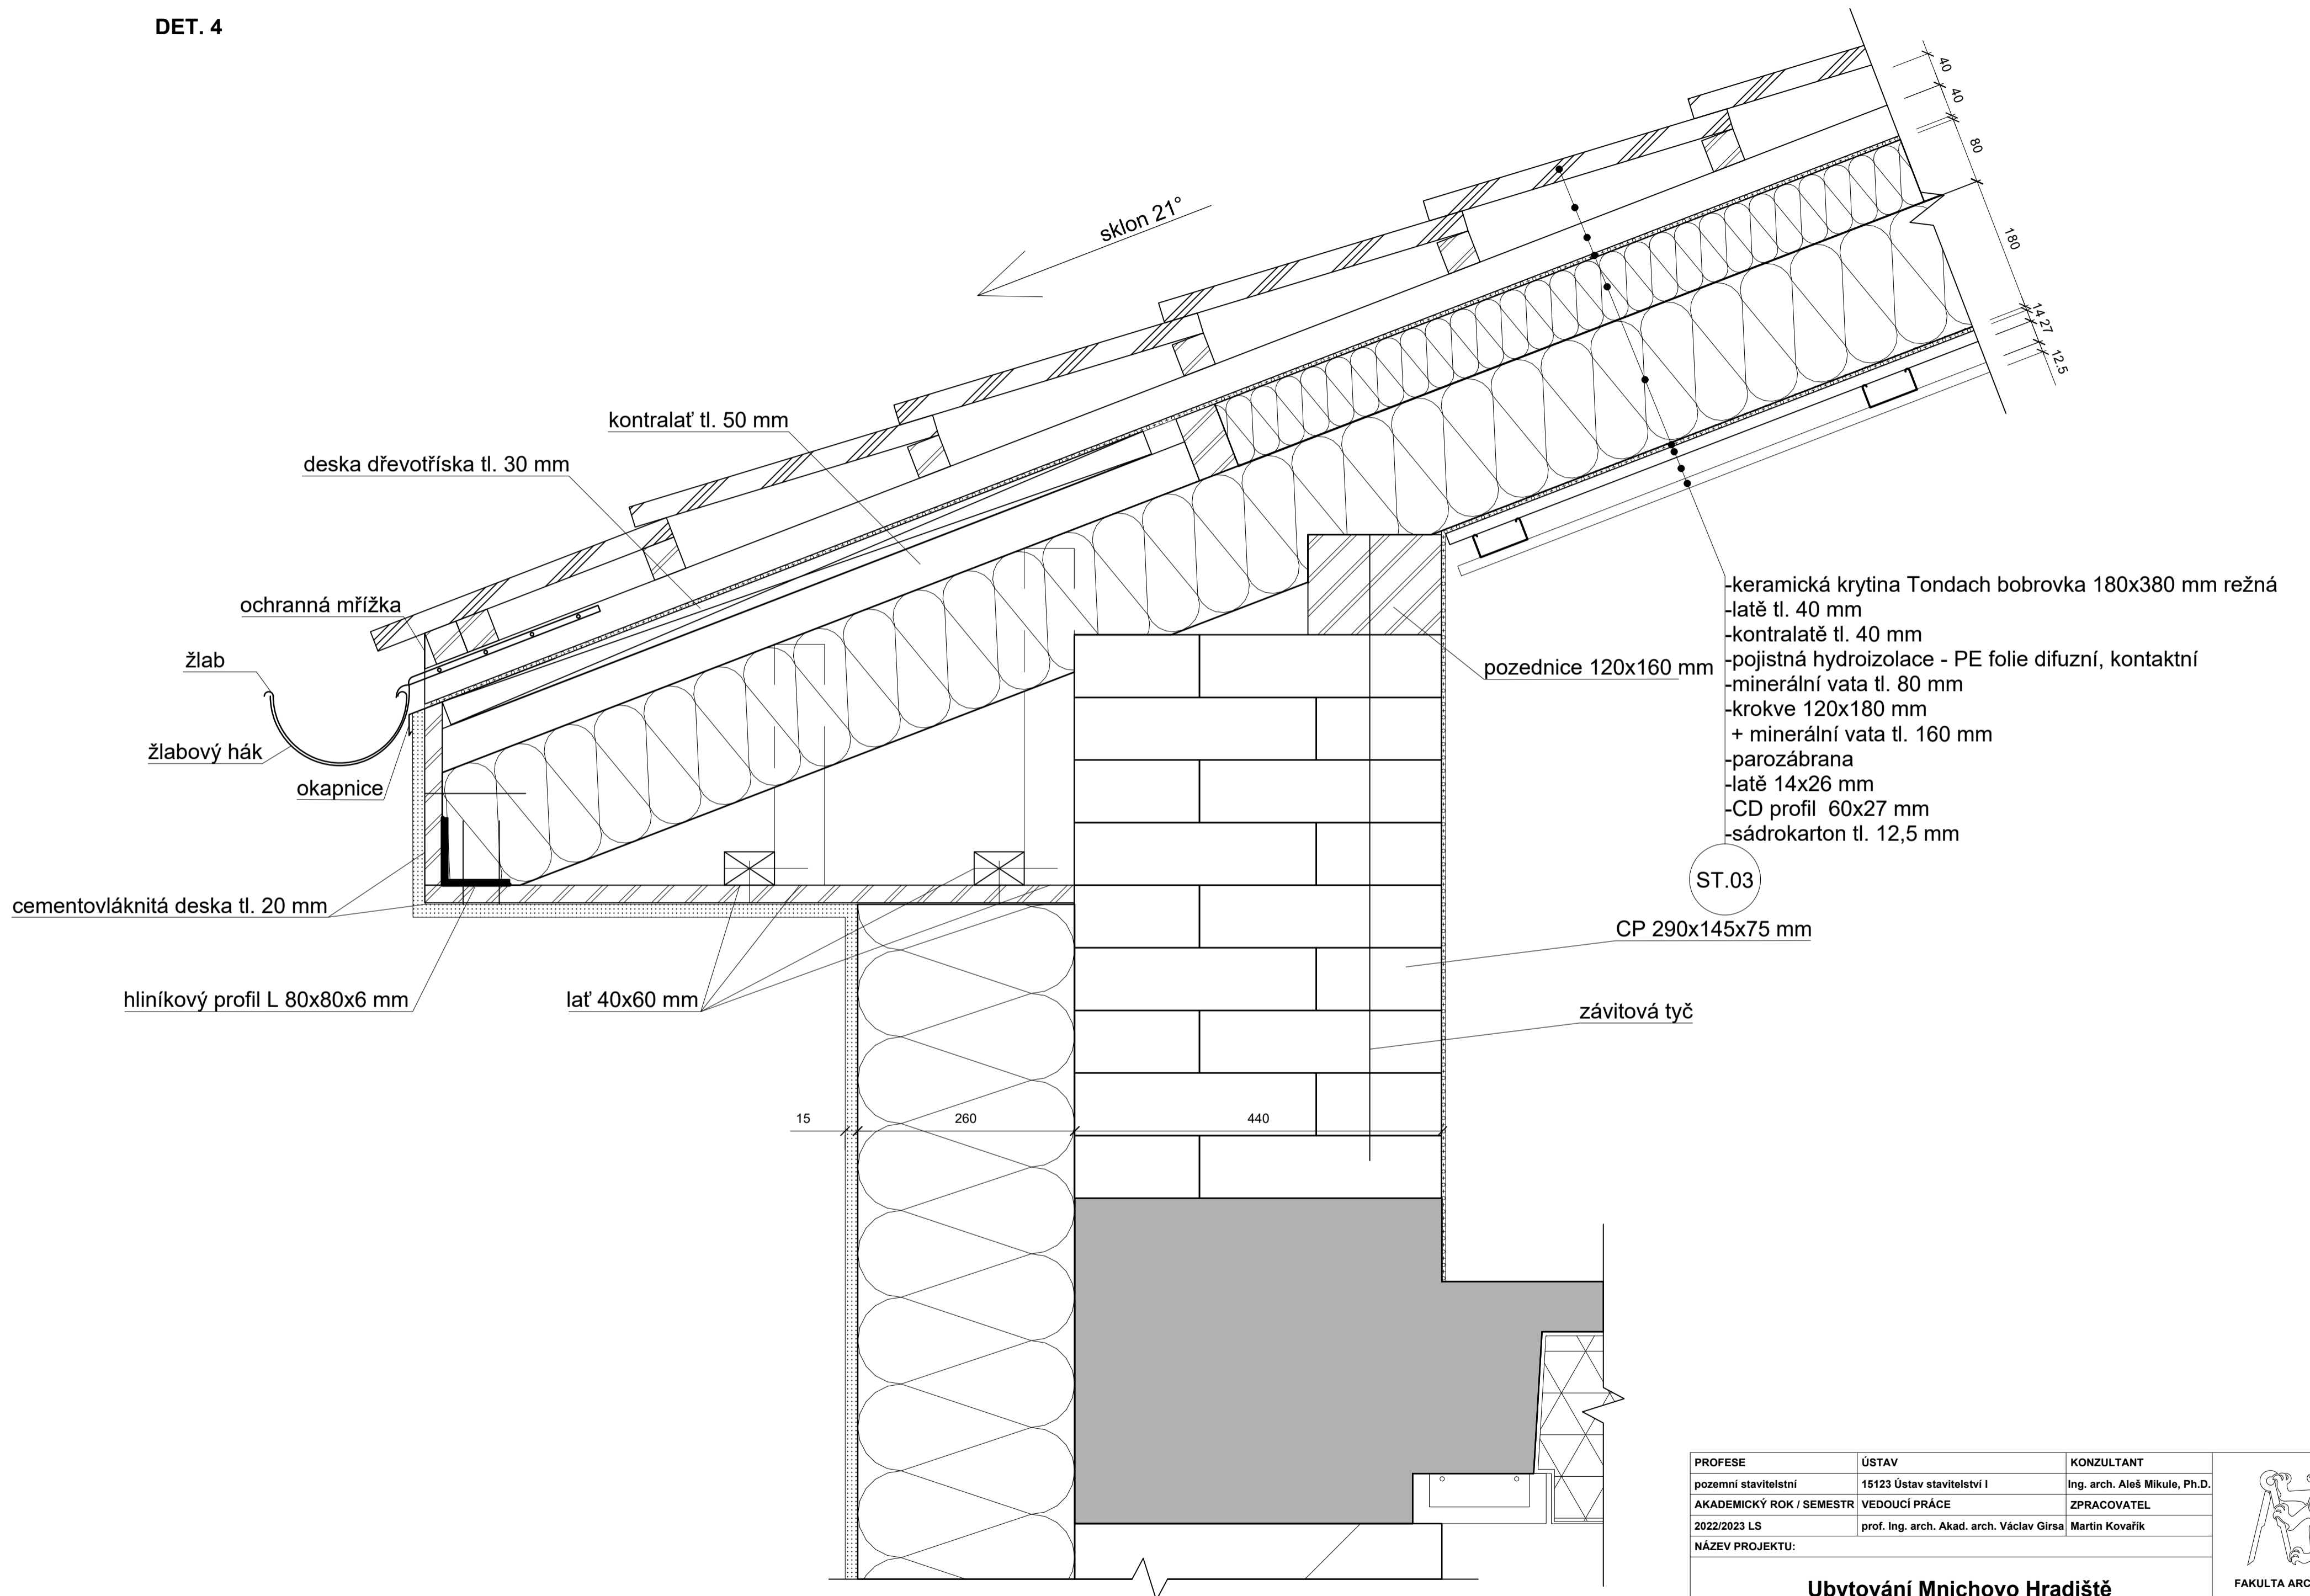 DET. 4
40
40
80
180
14 27
12.5
sklon 21°
kontralať tl. 50 mm
deska dřevotříska tl. 30 mm
ochranná mřížka
žlab
žlabový hák
okapnice
cementovláknitá deska tl. 20 mm
hliníkový profil L 80x80x6 mm
lať 40x60 mm
pozednice 120x160 mm
-keramická krytina Tondach bobrovka 180x380 mm režná
-latě tl. 40 mm
-kontralatě tl. 40 mm
-pojistná hydroizolace - PE folie difuzní, kontaktní
-minerální vata tl. 80 mm
-krokve 120x180 mm
+ minerální vata tl. 160 mm
-parozábrana
-latě 14x26 mm
-CD profil 60x27 mm
-sádrokarton tl. 12,5 mm
ST.03
CP 290x145x75 mm
závitová tyč
15
260
440
PROFESE ÚSTAV KONZULTANT
pozemní stavitelstní 15123 Ústav stavitelství I Ing. arch. Aleš Mikule, Ph.D.
AKADEMICKÝ ROK / SEMESTR VEDOUCÍ PRÁCE ZPRACOVATEL
2022/2023 LS prof. Ing. arch. Akad. arch. Václav Girsa Martin Kovařík
NÁZEV PROJEKTU:
Ubytování Mnichovo Hradiště
FAKULTA ARC